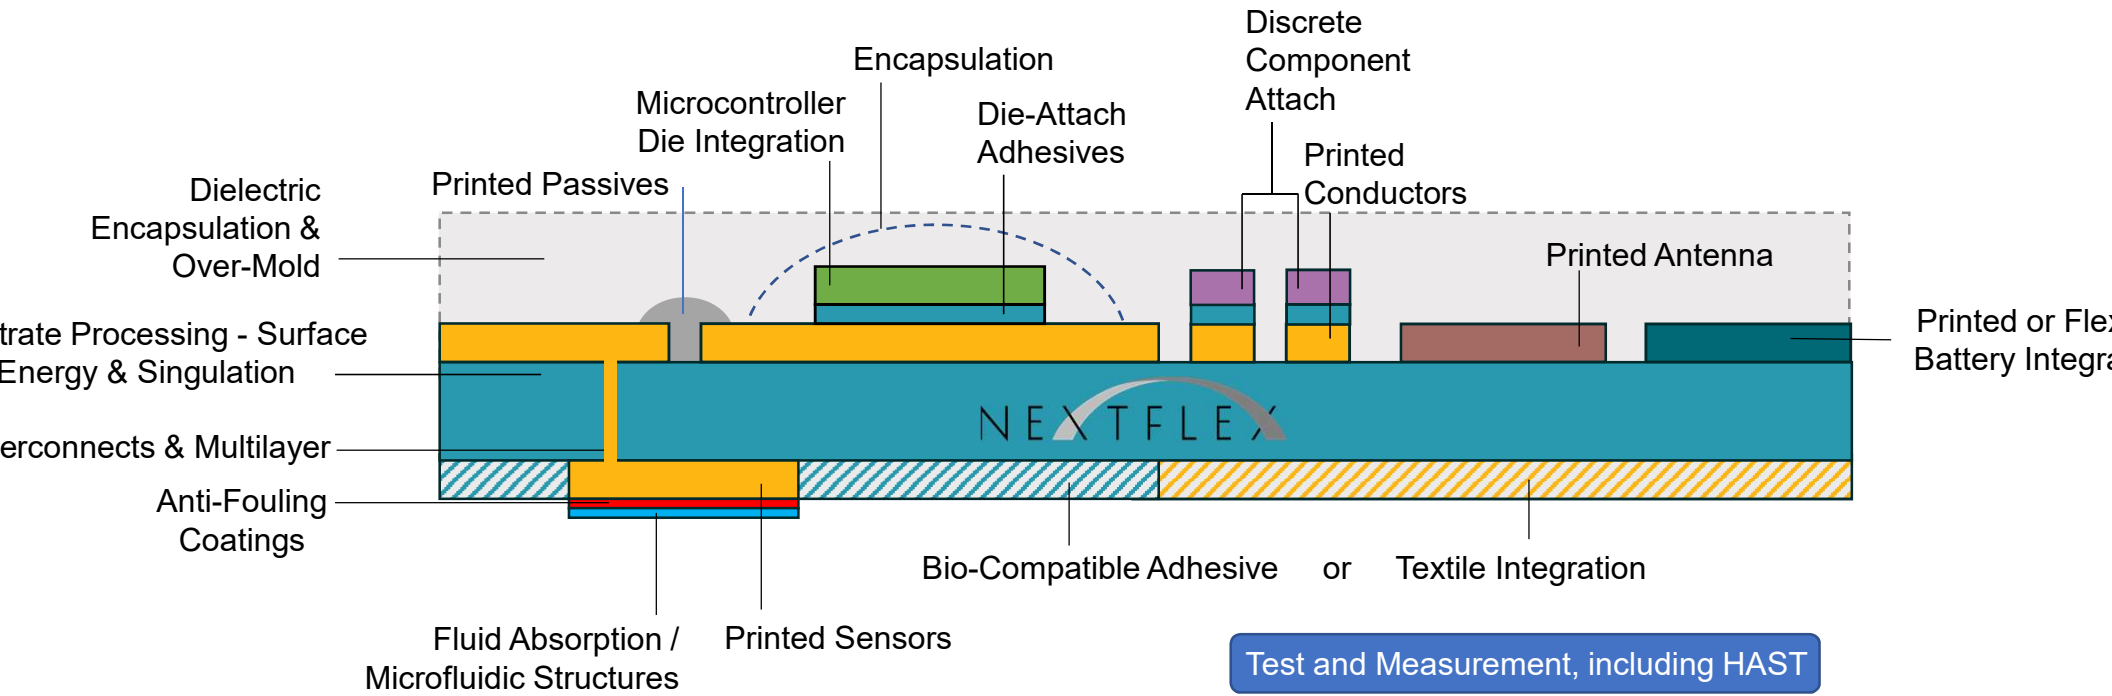 Discrete
Component
Attach
Encapsulation
Microcontroller
Die Integration
Die-Attach
Adhesives
Printed
Conductors
Printed Passives
Dielectric
Encapsulation &
Over-Mold
Printed Antenna
trate Processing - Surface
Energy & Singulation
Printed or Flex
Battery Integra
NEXTFLEX
erconnects & Multilayer
Anti-Fouling
Coatings
Bio-Compatible Adhesive or Textile Integration
Fluid Absorption /
Microfluidic Structures
Printed Sensors
Test and Measurement, including HAST